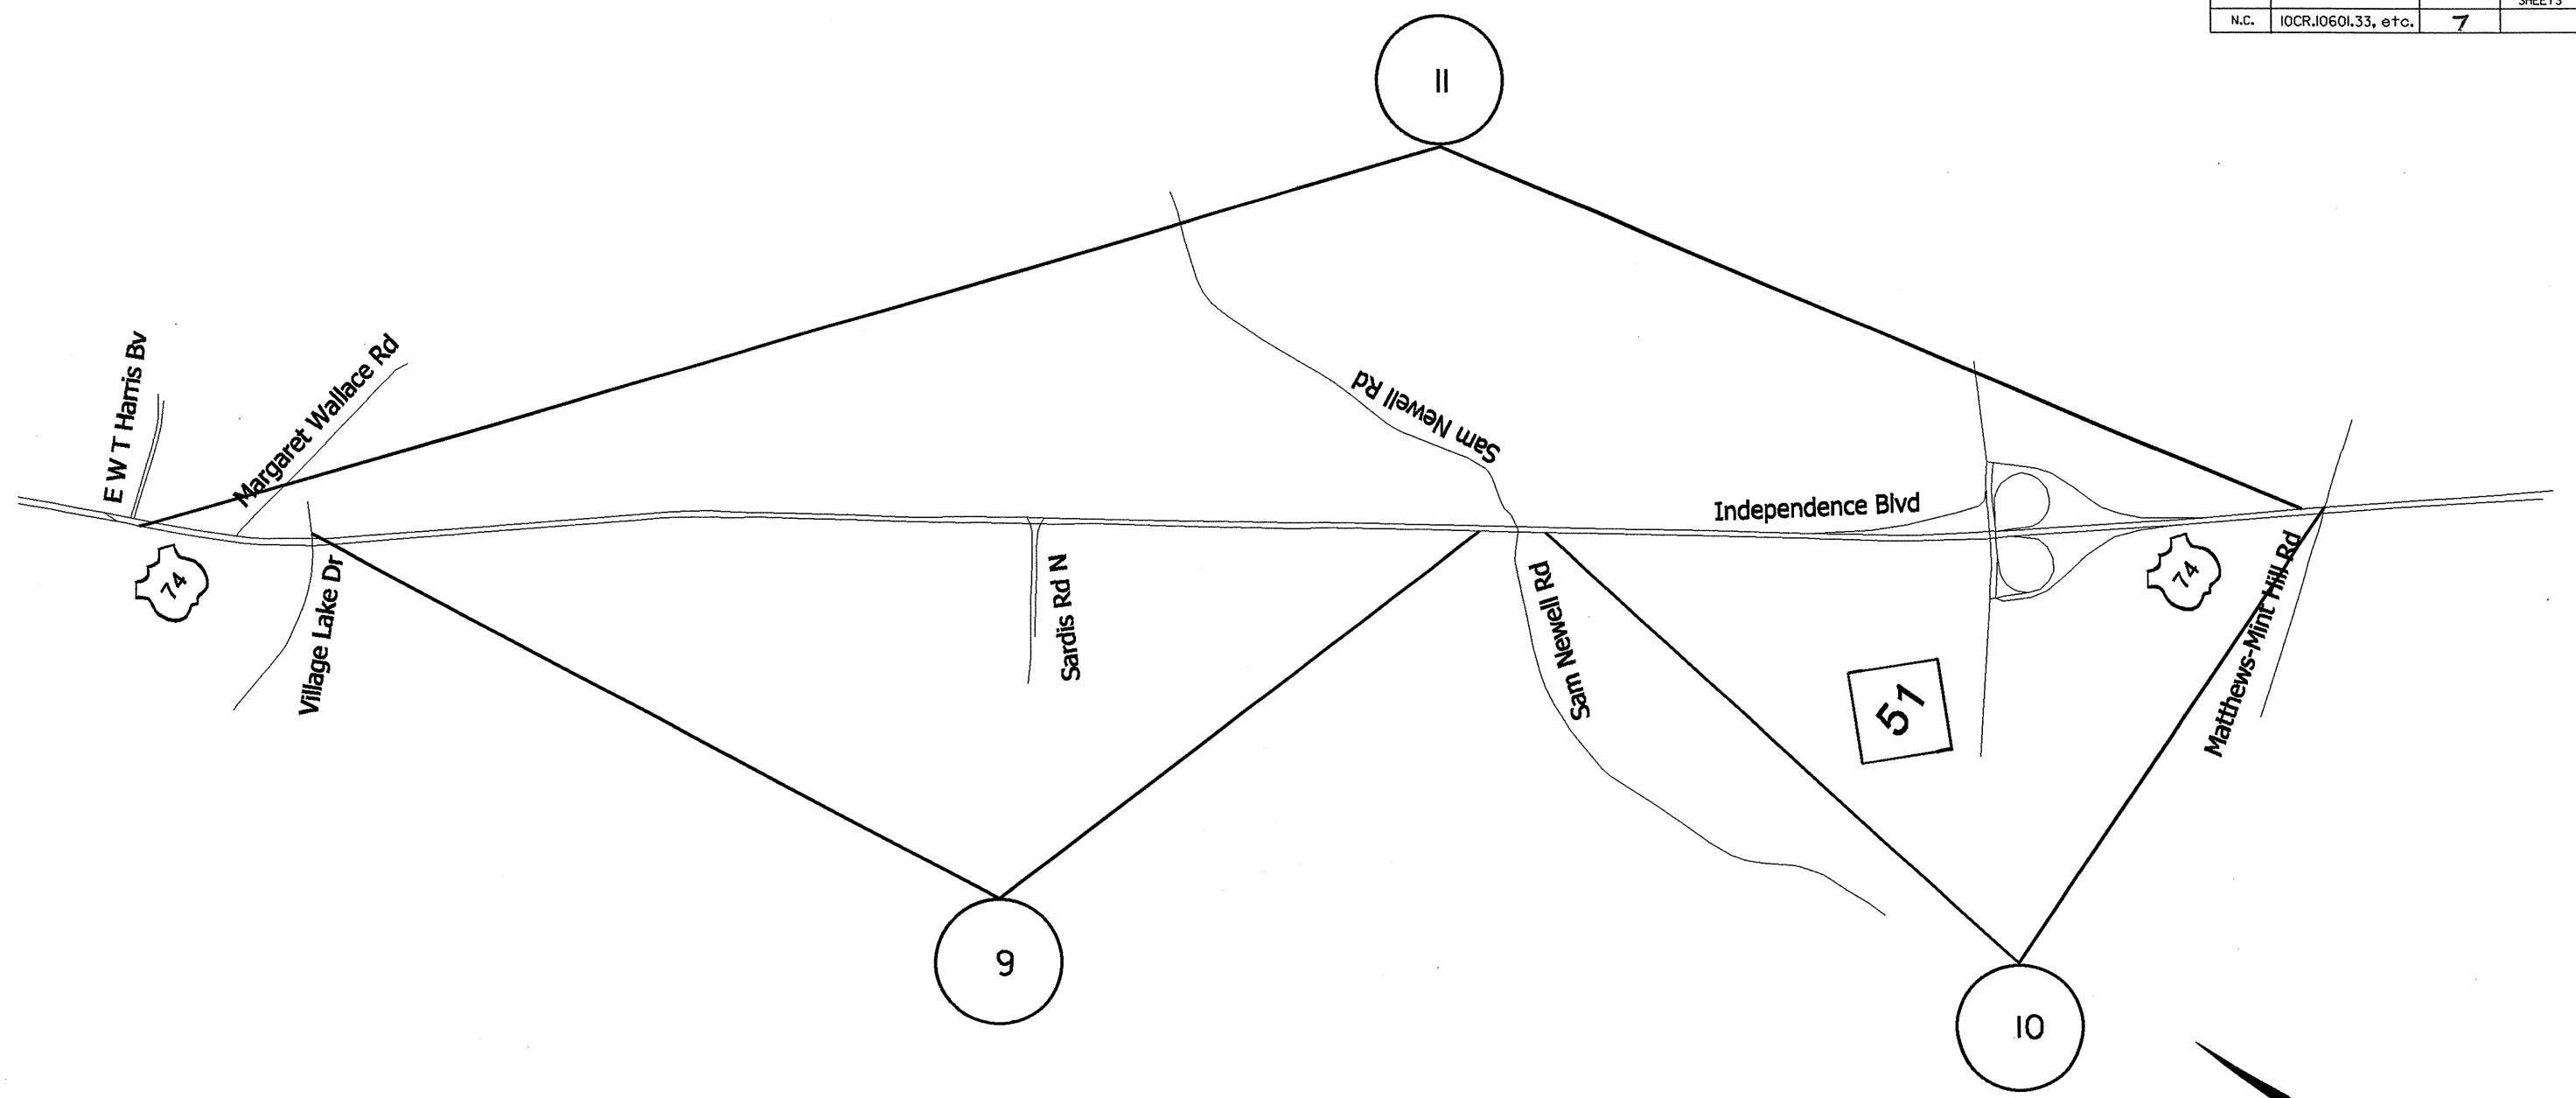 SHEETS
N.C. 10CR.10601.33, etc. 7
11
E W T Harris Bv
Margaret Wallace Rd
Sam Newell Rd
Independence Blvd
74
Village Lake Dr
Sardis Rd N
Sam Newell Rd
51
74
Matthews-Mint Hill Rd
9
10